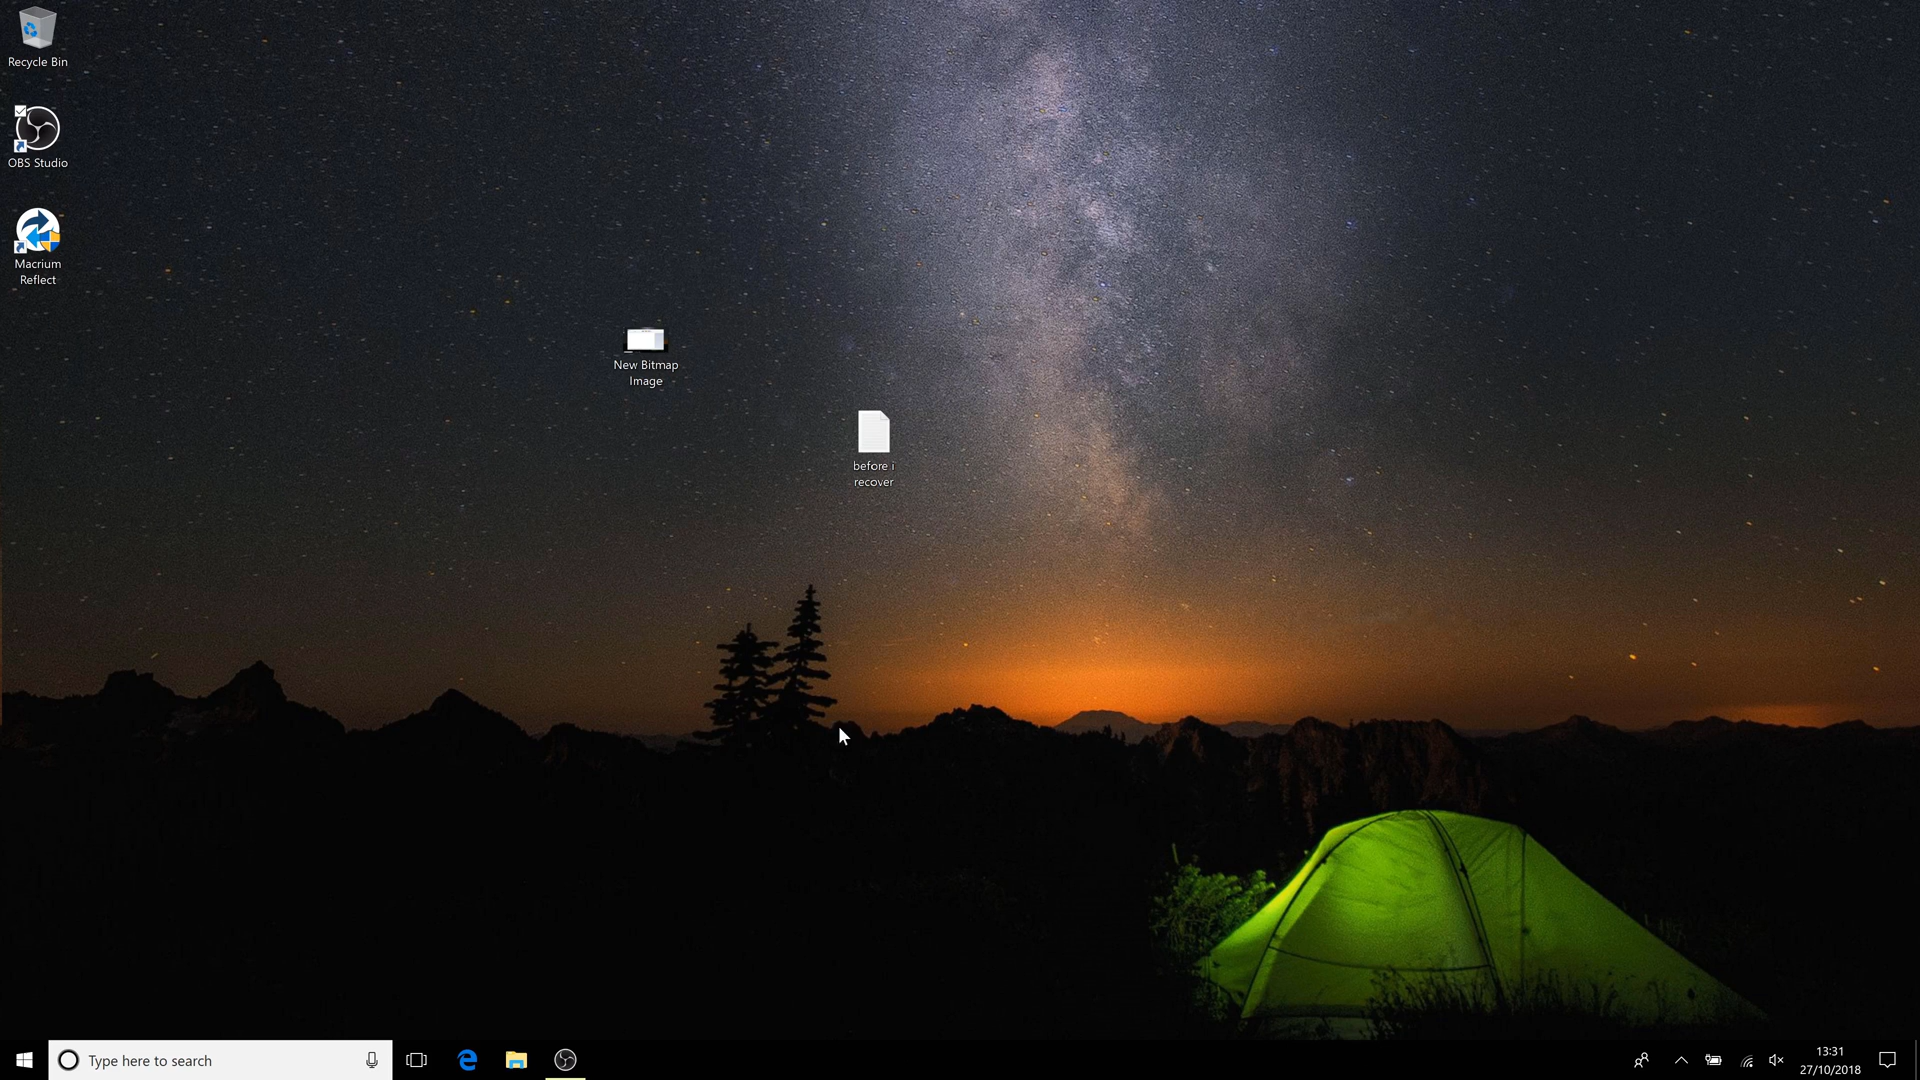 Recycle Bin
OBS Studio
Macrium
Reflect
New Bitmap
Image
before i
recover
Type here to search
13:31
27/10/2018